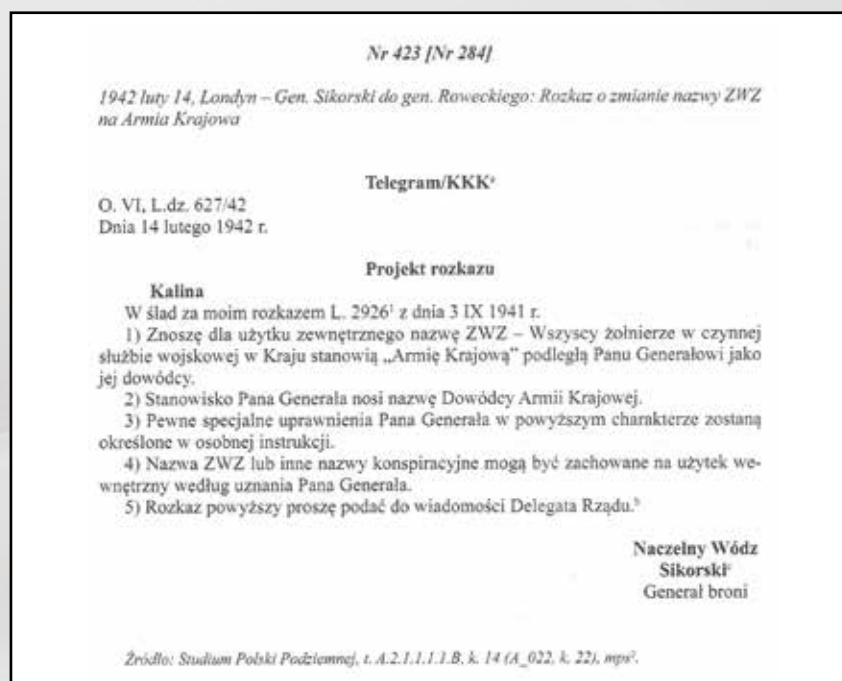 Nr 423 [Nr 284]
1942 luty 14, Londyn – Gen. Sikorski do gen. Roweckiego: Rozkaz o zmianie nazwy ZWZ
na Armia Krajowa
Telegram/KKKᵃ
O. VI, L.dz. 627/42
Dnia 14 lutego 1942 r.
Projekt rozkazu
Kalina
W ślad za moim rozkazem L. 2926¹ z dnia 3 IX 1941 r.
1) Znoszę dla użytku zewnętrznego nazwę ZWZ – Wszyscy żołnierze w czynnej
służbie wojskowej w Kraju stanowią „Armię Krajową” podległą Panu Generałowi jako
jej dowódcy.
2) Stanowisko Pana Generała nosi nazwę Dowódcy Armii Krajowej.
3) Pewne specjalne uprawnienia Pana Generała w powyższym charakterze zostaną
określone w osobnej instrukcji.
4) Nazwa ZWZ lub inne nazwy konspiracyjne mogą być zachowane na użytek we-
wnętrzny według uznania Pana Generała.
5) Rozkaz powyższy proszę podać do wiadomości Delegata Rządu.ᵇ
Naczelny Wódz
Sikorskiᶜ
Generał broni
Źródło: Studium Polski Podziemnej, t. A.2.1.1.1.1.B, k. 14 (A_022, k. 22), mps².